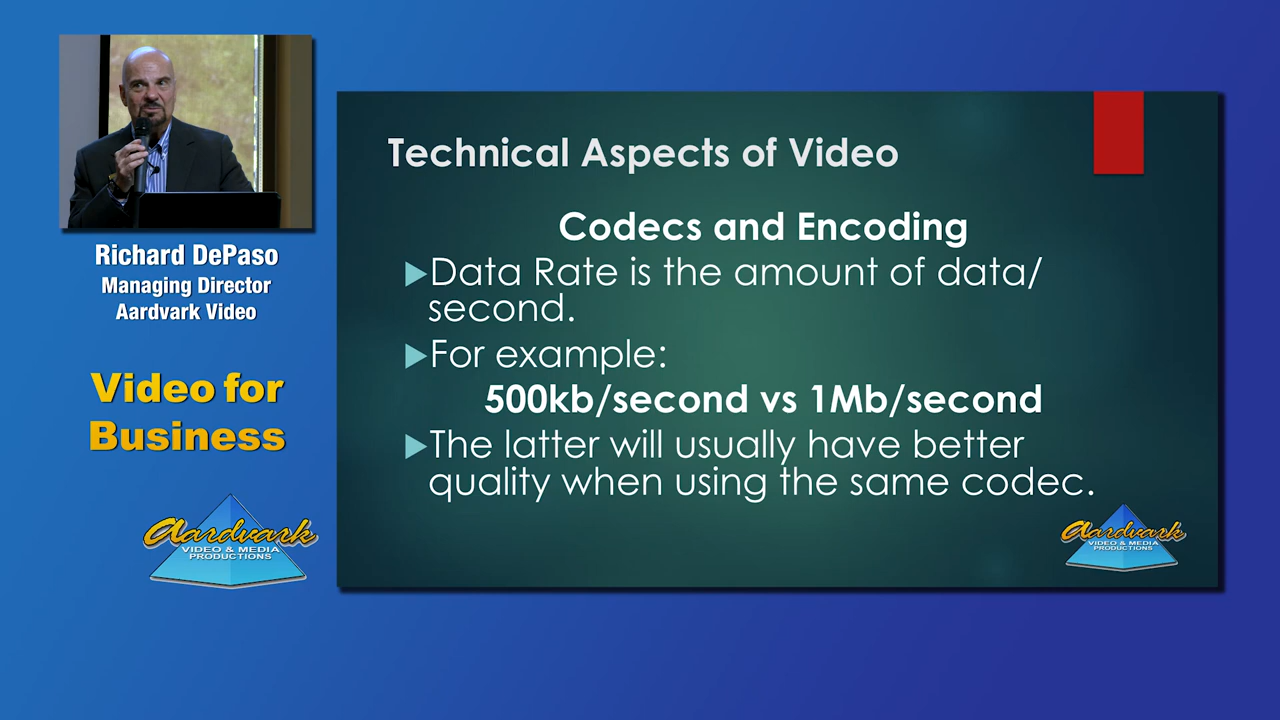 Richard DePaso
Managing Director
Aardvark Video
Video for
Business
Aardvark
VIDEO & MEDIA
PRODUCTIONS
Technical Aspects of Video
Codecs and Encoding
Data Rate is the amount of data/
second.
For example:
500kb/second vs 1Mb/second
The latter will usually have better
quality when using the same codec.
Aardvark
VIDEO & MEDIA
PRODUCTIONS